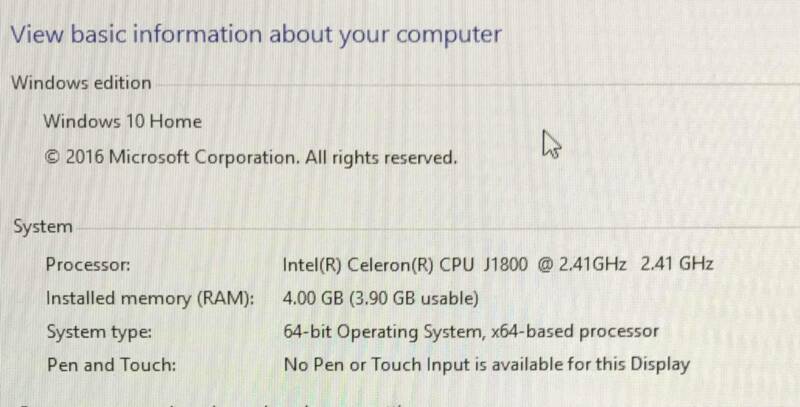 View basic information about your computer
Windows edition
Windows 10 Home
© 2016 Microsoft Corporation. All rights reserved.
System
Processor: Intel(R) Celeron(R) CPU J1800 @ 2.41GHz 2.41 GHz
Installed memory (RAM): 4.00 GB (3.90 GB usable)
System type: 64-bit Operating System, x64-based processor
Pen and Touch: No Pen or Touch Input is available for this Display